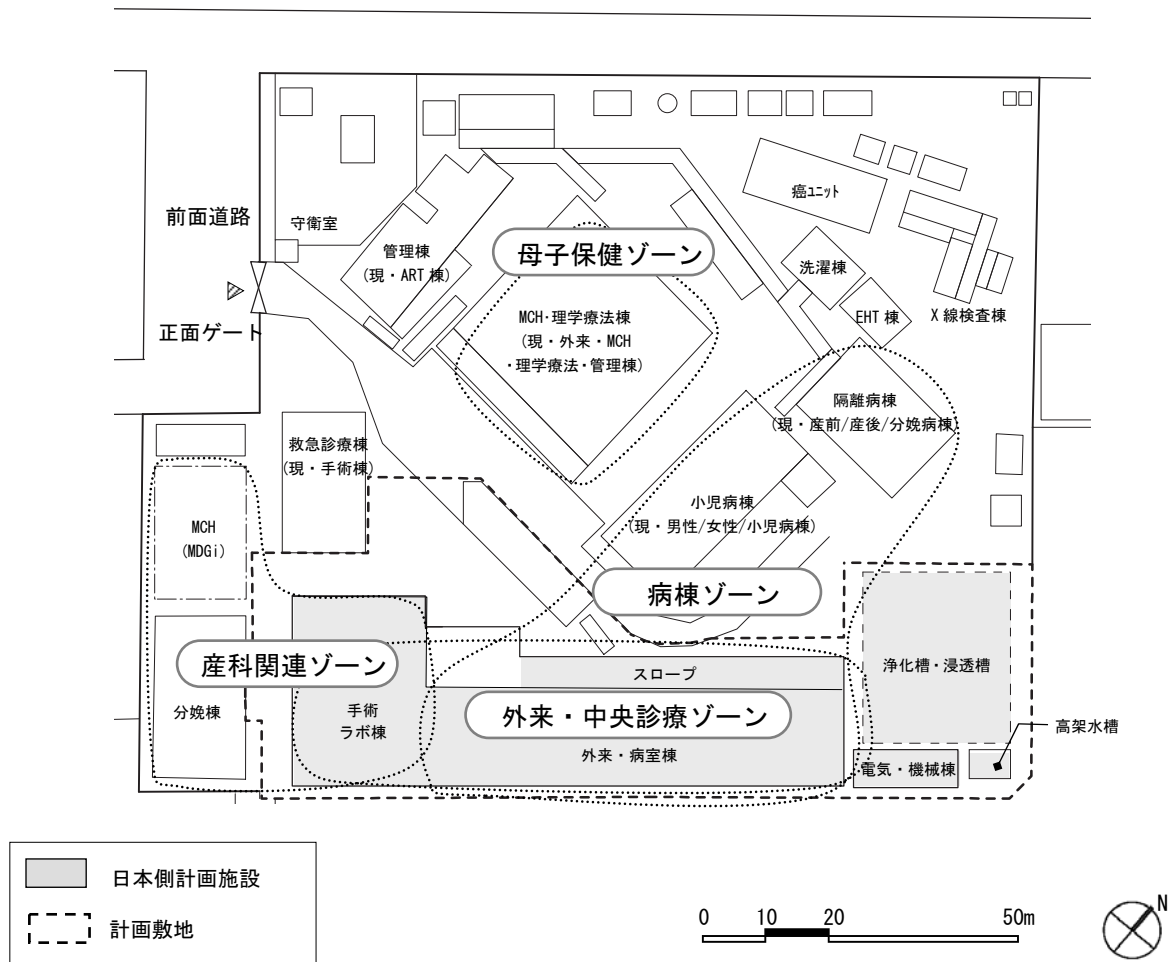 前面道路
守衛室
正面ゲート
管理棟
(現・ART 棟)
母子保健ゾーン
MCH・理学療法棟
(現・外来・MCH
・理学療法・管理棟)
癌ユニット
洗濯棟
EHT 棟
X 線検査棟
隔離病棟
(現・産前/産後/分娩病棟)
救急診療棟
(現・手術棟)
小児病棟
(現・男性/女性/小児病棟)
MCH
(MDGi)
病棟ゾーン
産科関連ゾーン
分娩棟
手術
ラボ棟
スロープ
外来・中央診療ゾーン
外来・病室棟
浄化槽・浸透槽
高架水槽
電気・機械棟
日本側計画施設
計画敷地
0 10 20 50m
N